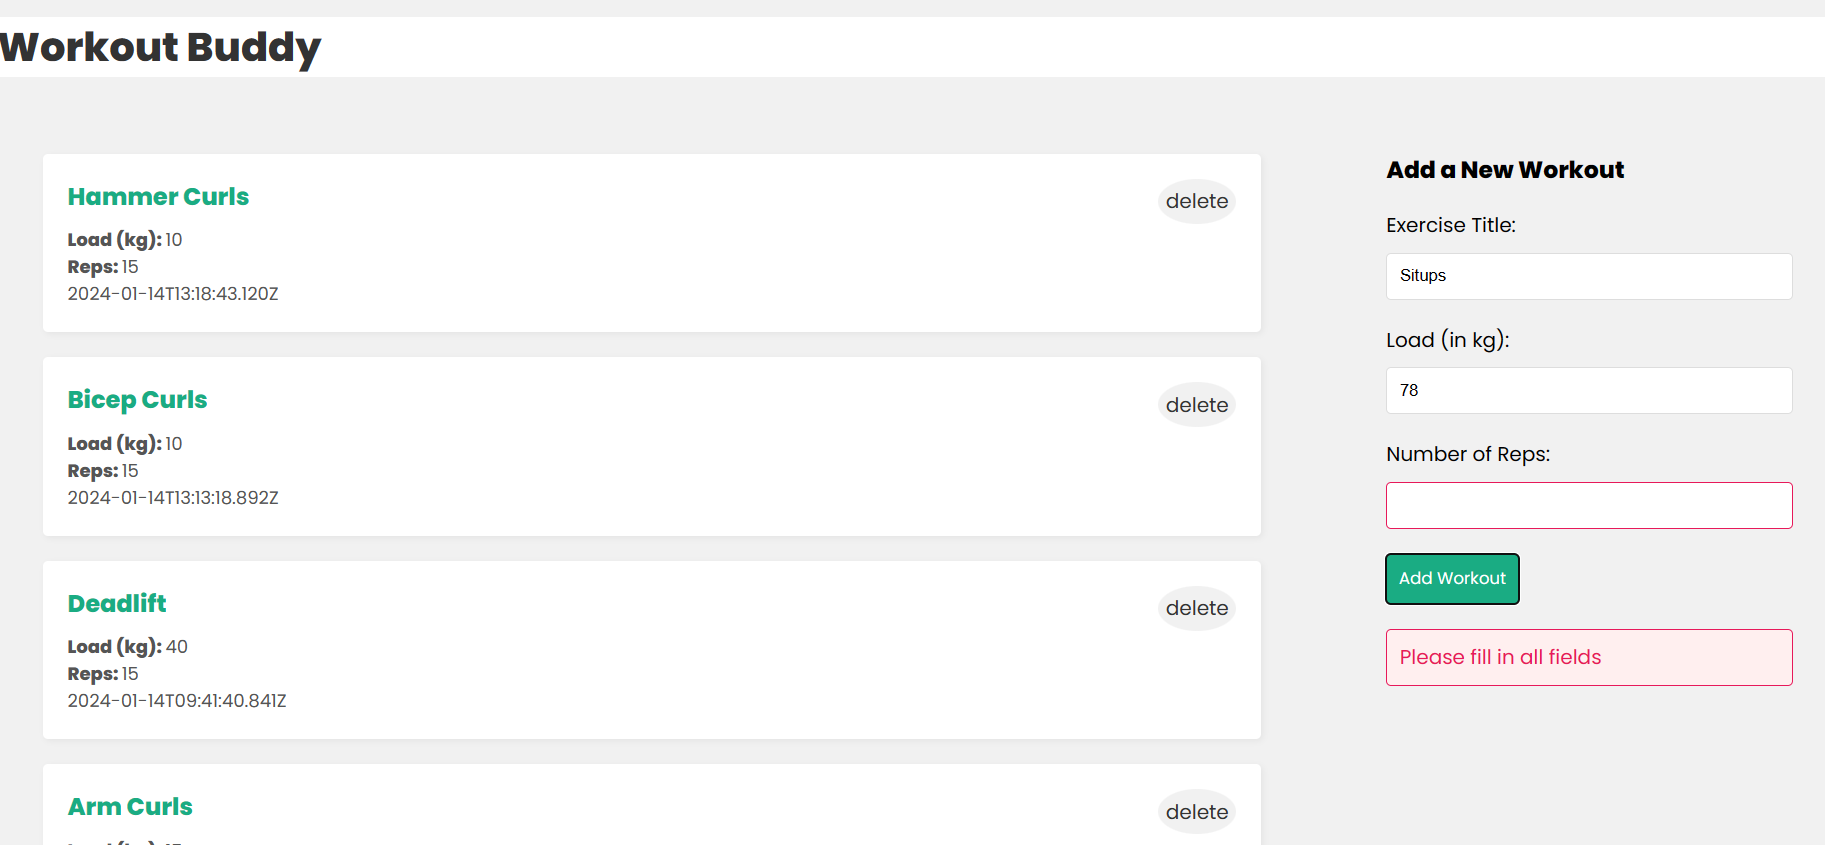 Workout Buddy
Hammer Curls
delete
Load (kg): 10
Reps: 15
2024-01-14T13:18:43.120Z
Bicep Curls
delete
Load (kg): 10
Reps: 15
2024-01-14T13:13:18.892Z
Deadlift
delete
Load (kg): 40
Reps: 15
2024-01-14T09:41:40.841Z
Arm Curls
delete
Add a New Workout
Exercise Title:
Situps
Load (in kg):
78
Number of Reps:
Add Workout
Please fill in all fields